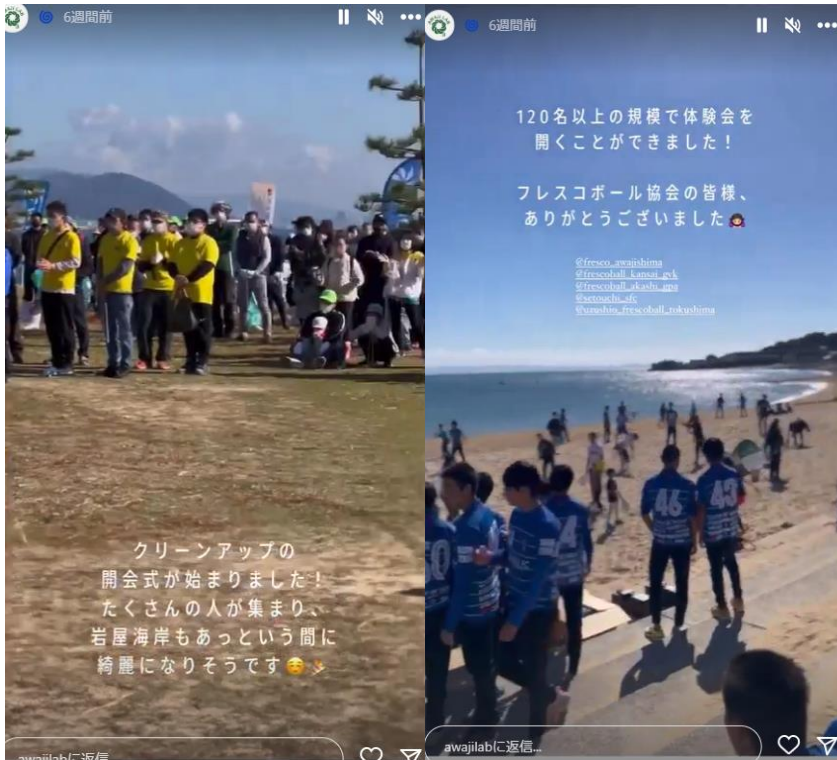 6週間前
クリーンアップの
開会式が始まりました！
たくさんの人が集まり、
岩屋海岸もあっという間に
綺麗になりそうです☺️🎐
awajilabに返信...
6週間前
120名以上の規模で体験会を
開くことができました！
フレスコボール協会の皆様、
ありがとうございました🙇‍♀️
@fresco_awajishima
@frescoball_kansai_gvk
@frescoball_akashi_gpa
@setouchi_sfc
@uzushio_frescoball_tokushima
46
43
awajilabに返信...